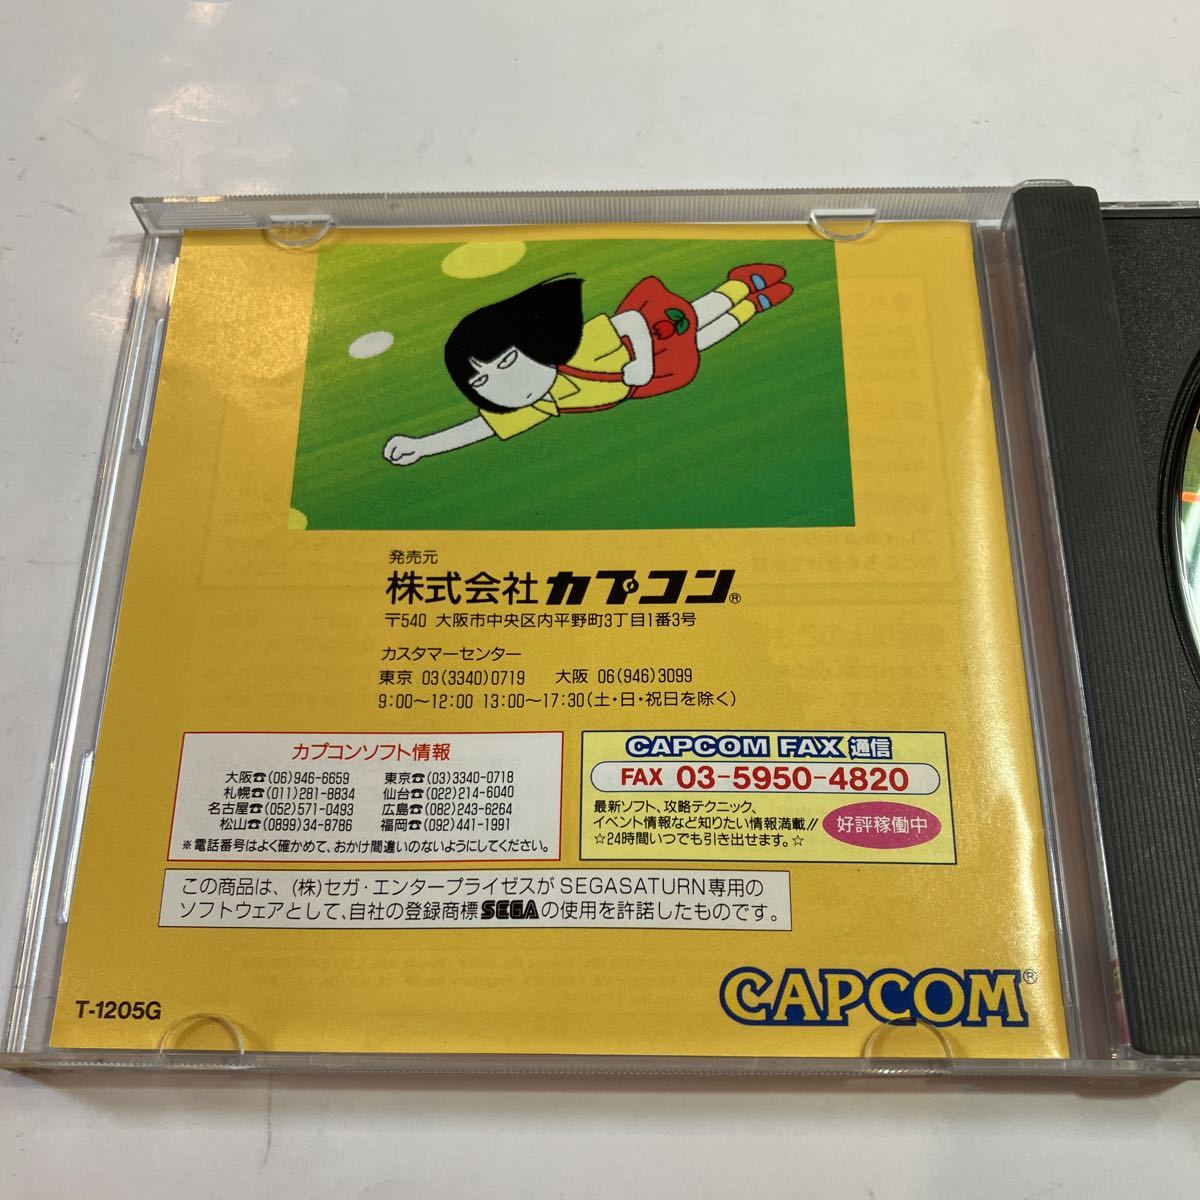 発売元
株式会社カプコン®
〒540 大阪市中央区内平野町3丁目1番3号
カスタマーセンター
東京 03(3340)0719 大阪 06(946)3099
9:00〜12:00 13:00〜17:30(土・日・祝日を除く)
カプコンソフト情報
大阪☎(06)946-6659 東京☎(03)3340-0718
札幌☎(011)281-8834 仙台☎(022)214-6040
名古屋☎(052)571-0493 広島☎(082)243-6264
松山☎(0899)34-8786 福岡☎(092)441-1991
※電話番号はよく確かめて、おかけ間違いのないようにしてください。
CAPCOM FAX 通信
FAX 03-5950-4820
最新ソフト、攻略テクニック、
イベント情報など知りたい情報満載!!
☆24時間いつでも引き出せます。☆
好評稼働中
この商品は、(株)セガ・エンタープライゼスがSEGASATURN専用の
ソフトウェアとして、自社の登録商標SEGAの使用を許諾したものです。
T-1205G
CAPCOM®